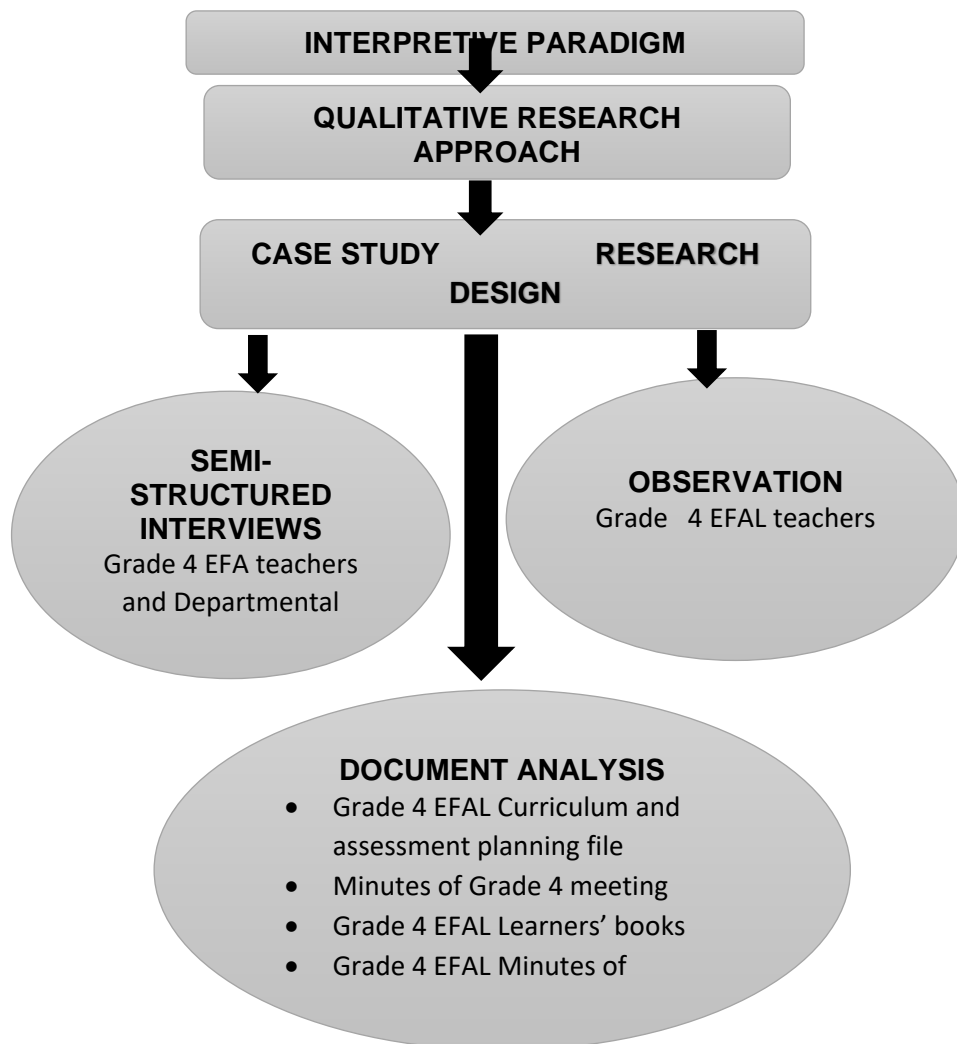 INTERPRETIVE PARADIGM
QUALITATIVE RESEARCH
APPROACH
CASE STUDY RESEARCH
DESIGN
SEMI-
STRUCTURED
INTERVIEWS
Grade 4 EFA teachers
and Departmental
OBSERVATION
Grade 4 EFAL teachers
DOCUMENT ANALYSIS
• Grade 4 EFAL Curriculum and
assessment planning file
• Minutes of Grade 4 meeting
• Grade 4 EFAL Learners’ books
• Grade 4 EFAL Minutes of